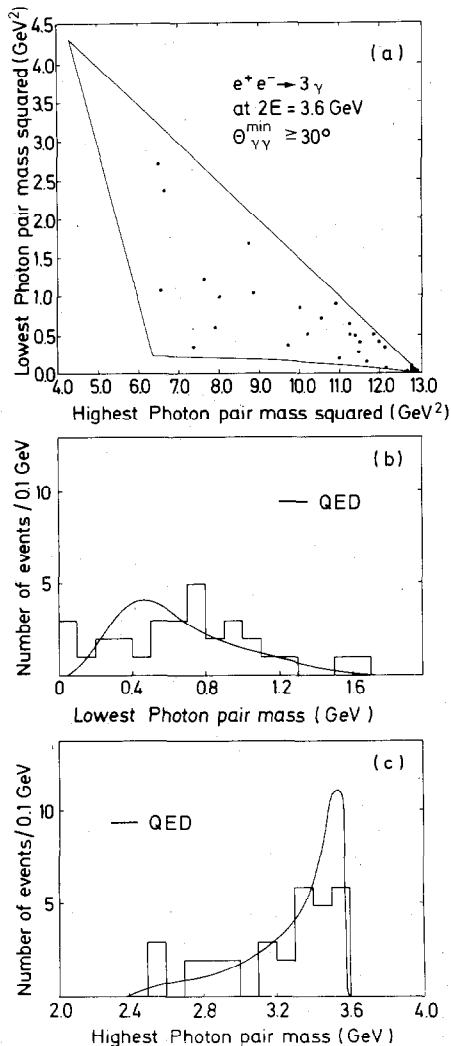 4.5
4.0
3.5
3.0
2.5
2.0
1.5
1.0
0.5
0.0
4.0 5.0 6.0 7.0 8.0 9.0 10.0 11.0 12.0 13.0
Lowest Photon pair mass squared (GeV²)
Highest Photon pair mass squared (GeV²)
(a)
e⁺e⁻→3γ
at 2E = 3.6 GeV
Θ_γγ^min ≧ 30°
(b)
QED
10
5
0 0.4 0.8 1.2 1.6
Number of events / 0.1 GeV
Lowest Photon pair mass (GeV)
(c)
QED
10
5
0
2.0 2.4 2.8 3.2 3.6 4.0
Number of events/0.1 GeV
Highest Photon pair mass (GeV)